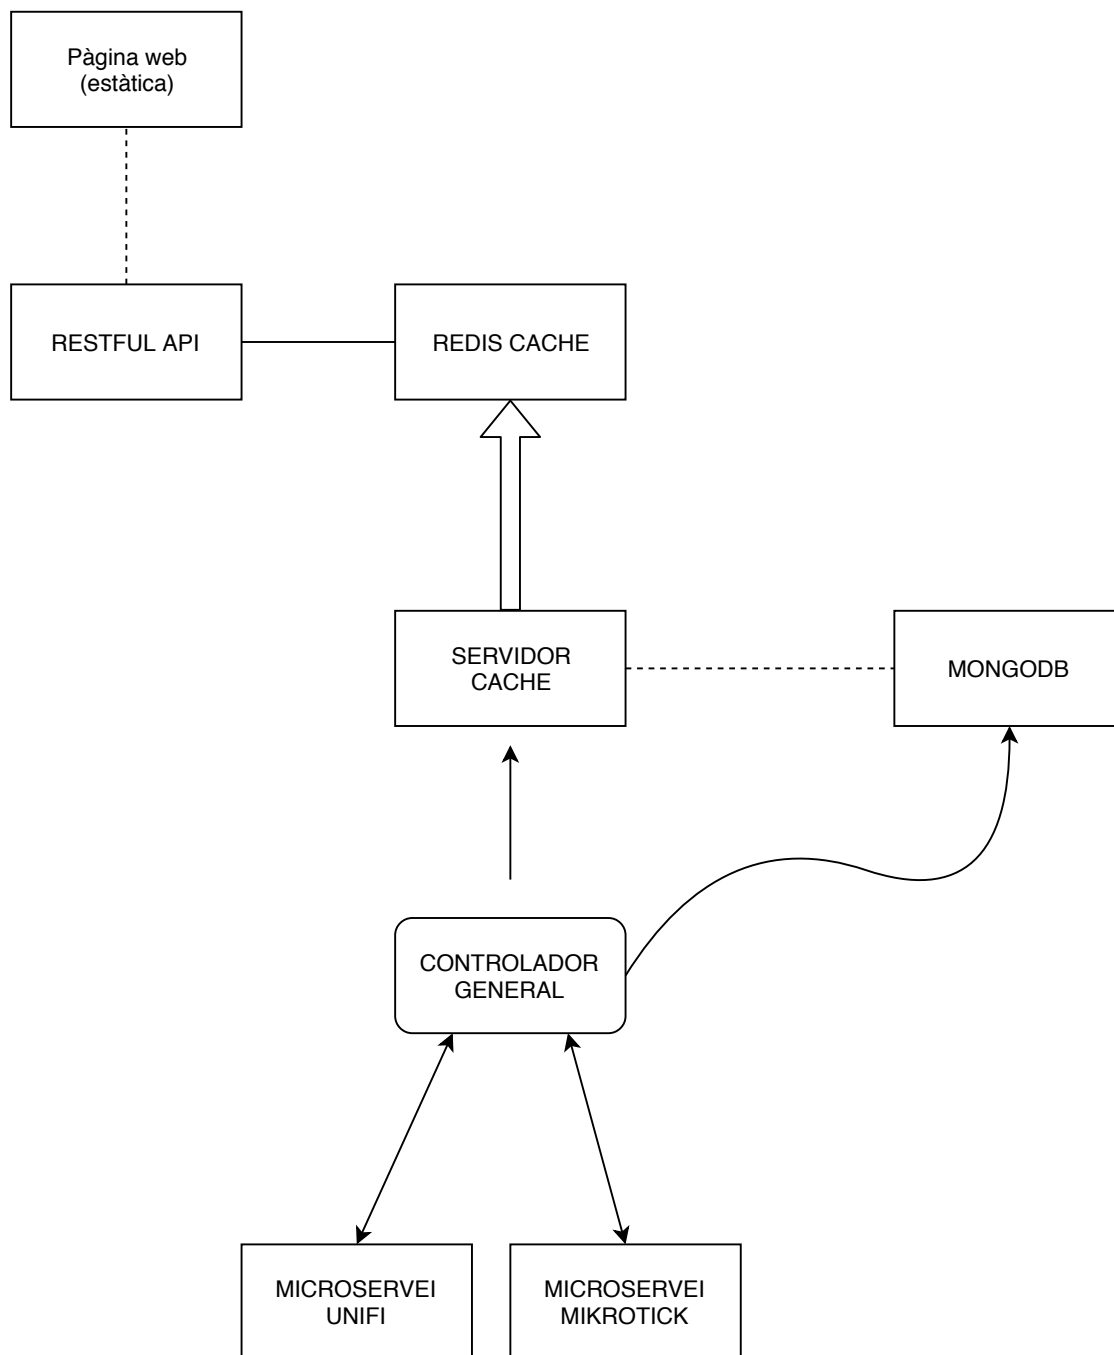 Pàgina web
(estàtica)
RESTFUL API
REDIS CACHE
SERVIDOR
CACHE
MONGODB
CONTROLADOR
GENERAL
MICROSERVEI
UNIFI
MICROSERVEI
MIKROTICK